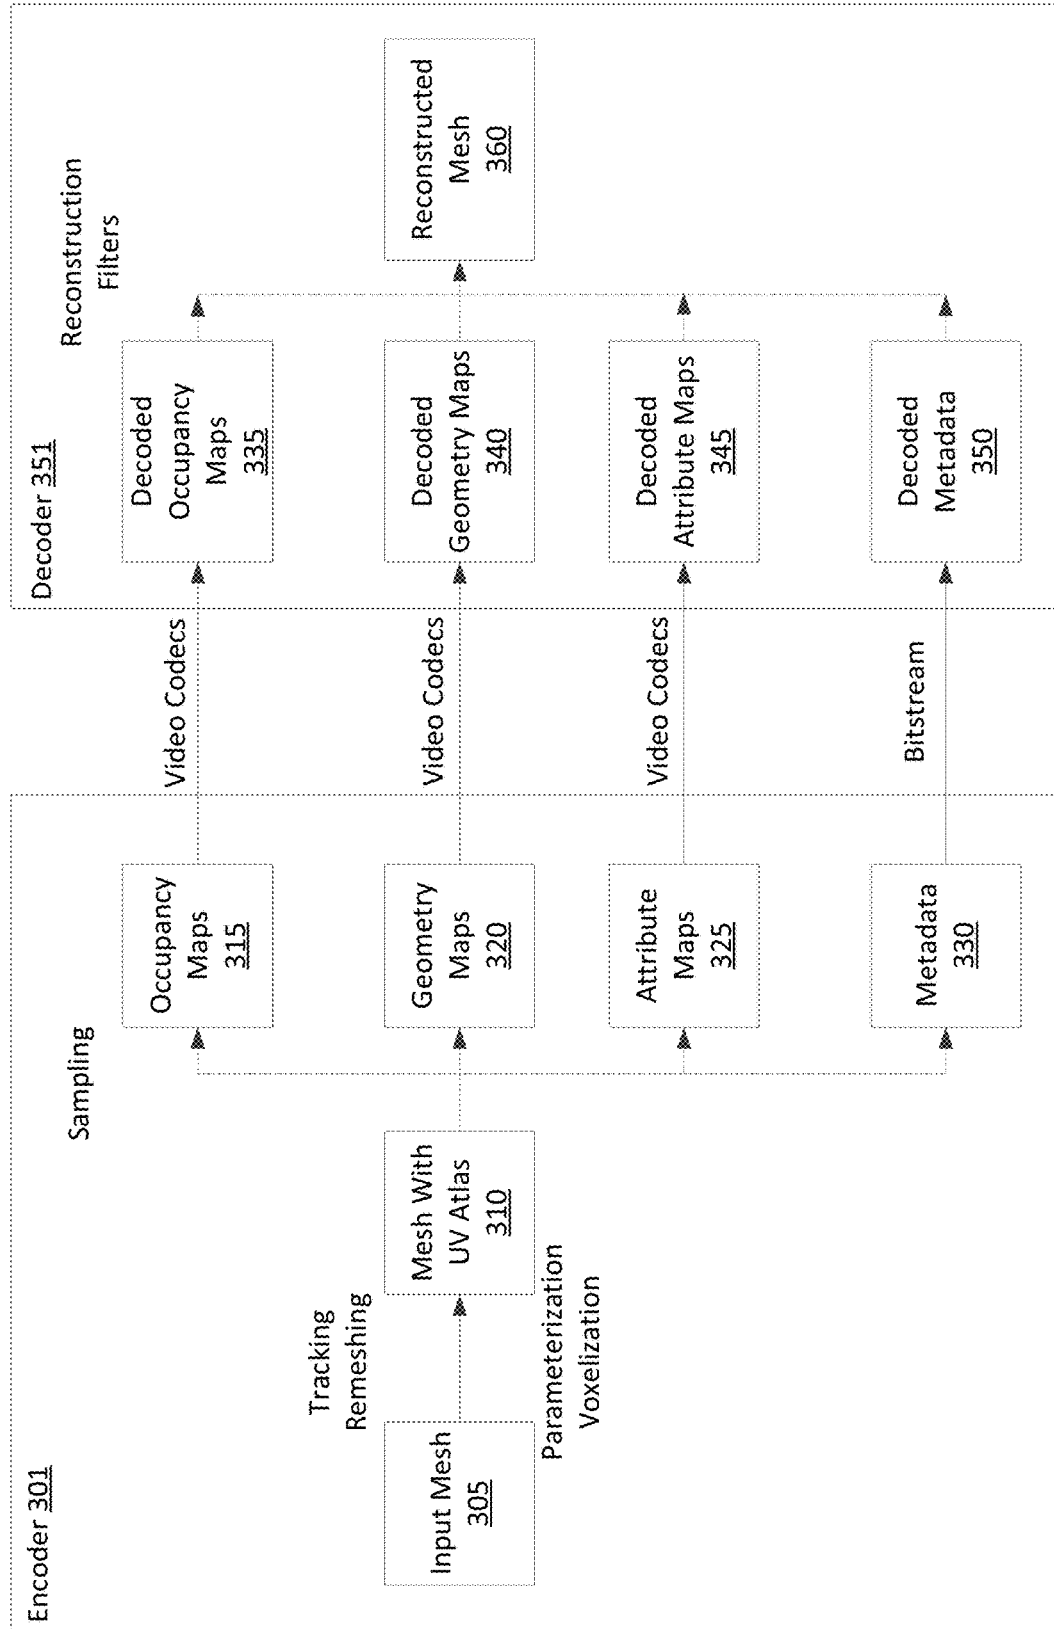 Encoder 301
Input Mesh
305
Tracking
Remeshing
Parameterization
Voxelization
Mesh With
UV Atlas
310
Sampling
Occupancy
Maps
315
Geometry
Maps
320
Attribute
Maps
325
Metadata
330
Video Codecs
Video Codecs
Video Codecs
Bitstream
Decoder 351
Decoded
Occupancy
Maps
335
Decoded
Geometry Maps
340
Decoded
Attribute Maps
345
Decoded
Metadata
350
Reconstruction
Filters
Reconstructed
Mesh
360